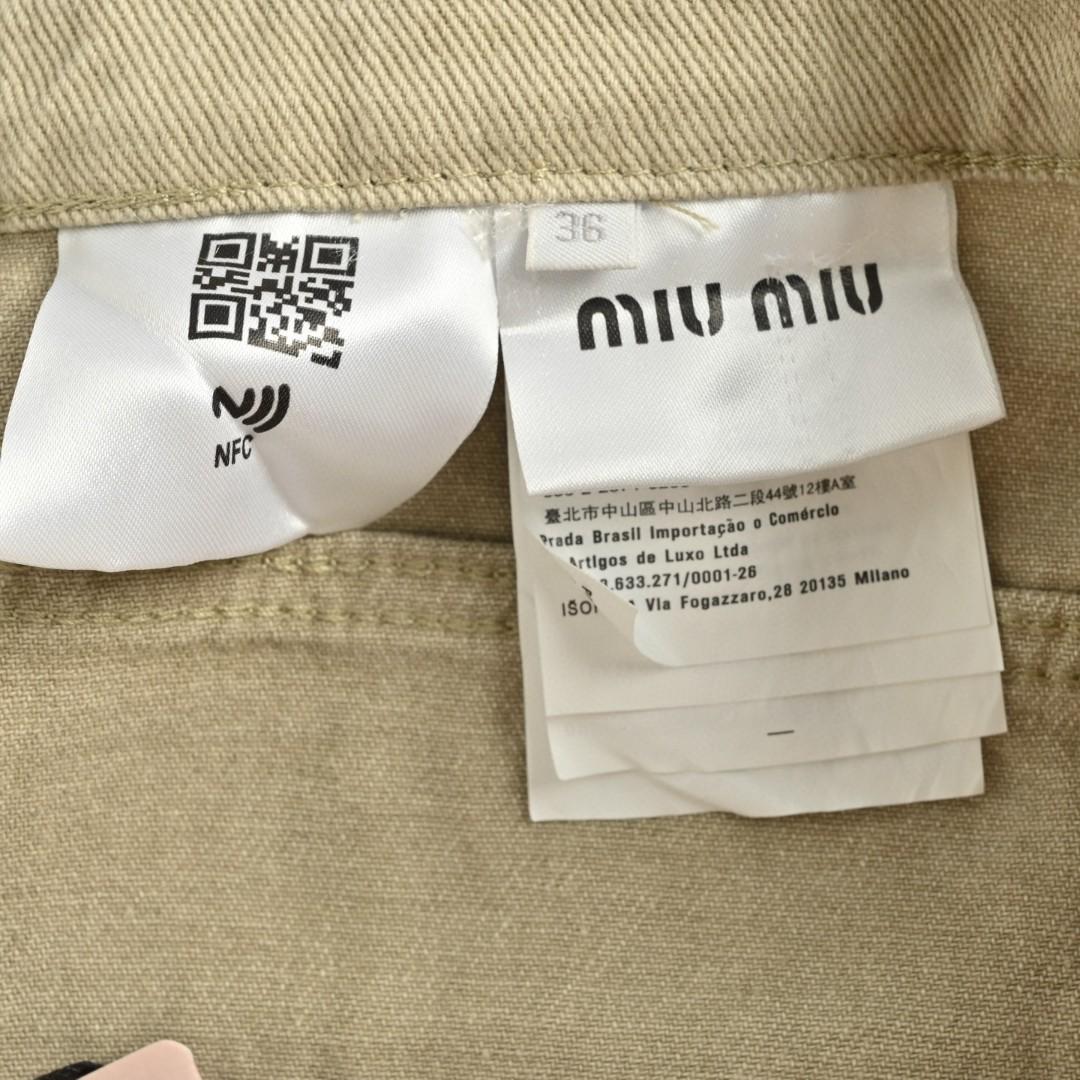 NFC
36
MIU MIU
臺北市中山區中山北路二段44號12樓A室
Prada Brasil Importação o Comércio
Artigos de Luxo Ltda
.633.271/0001-26
Via Fogazzaro,28 20135 Milano